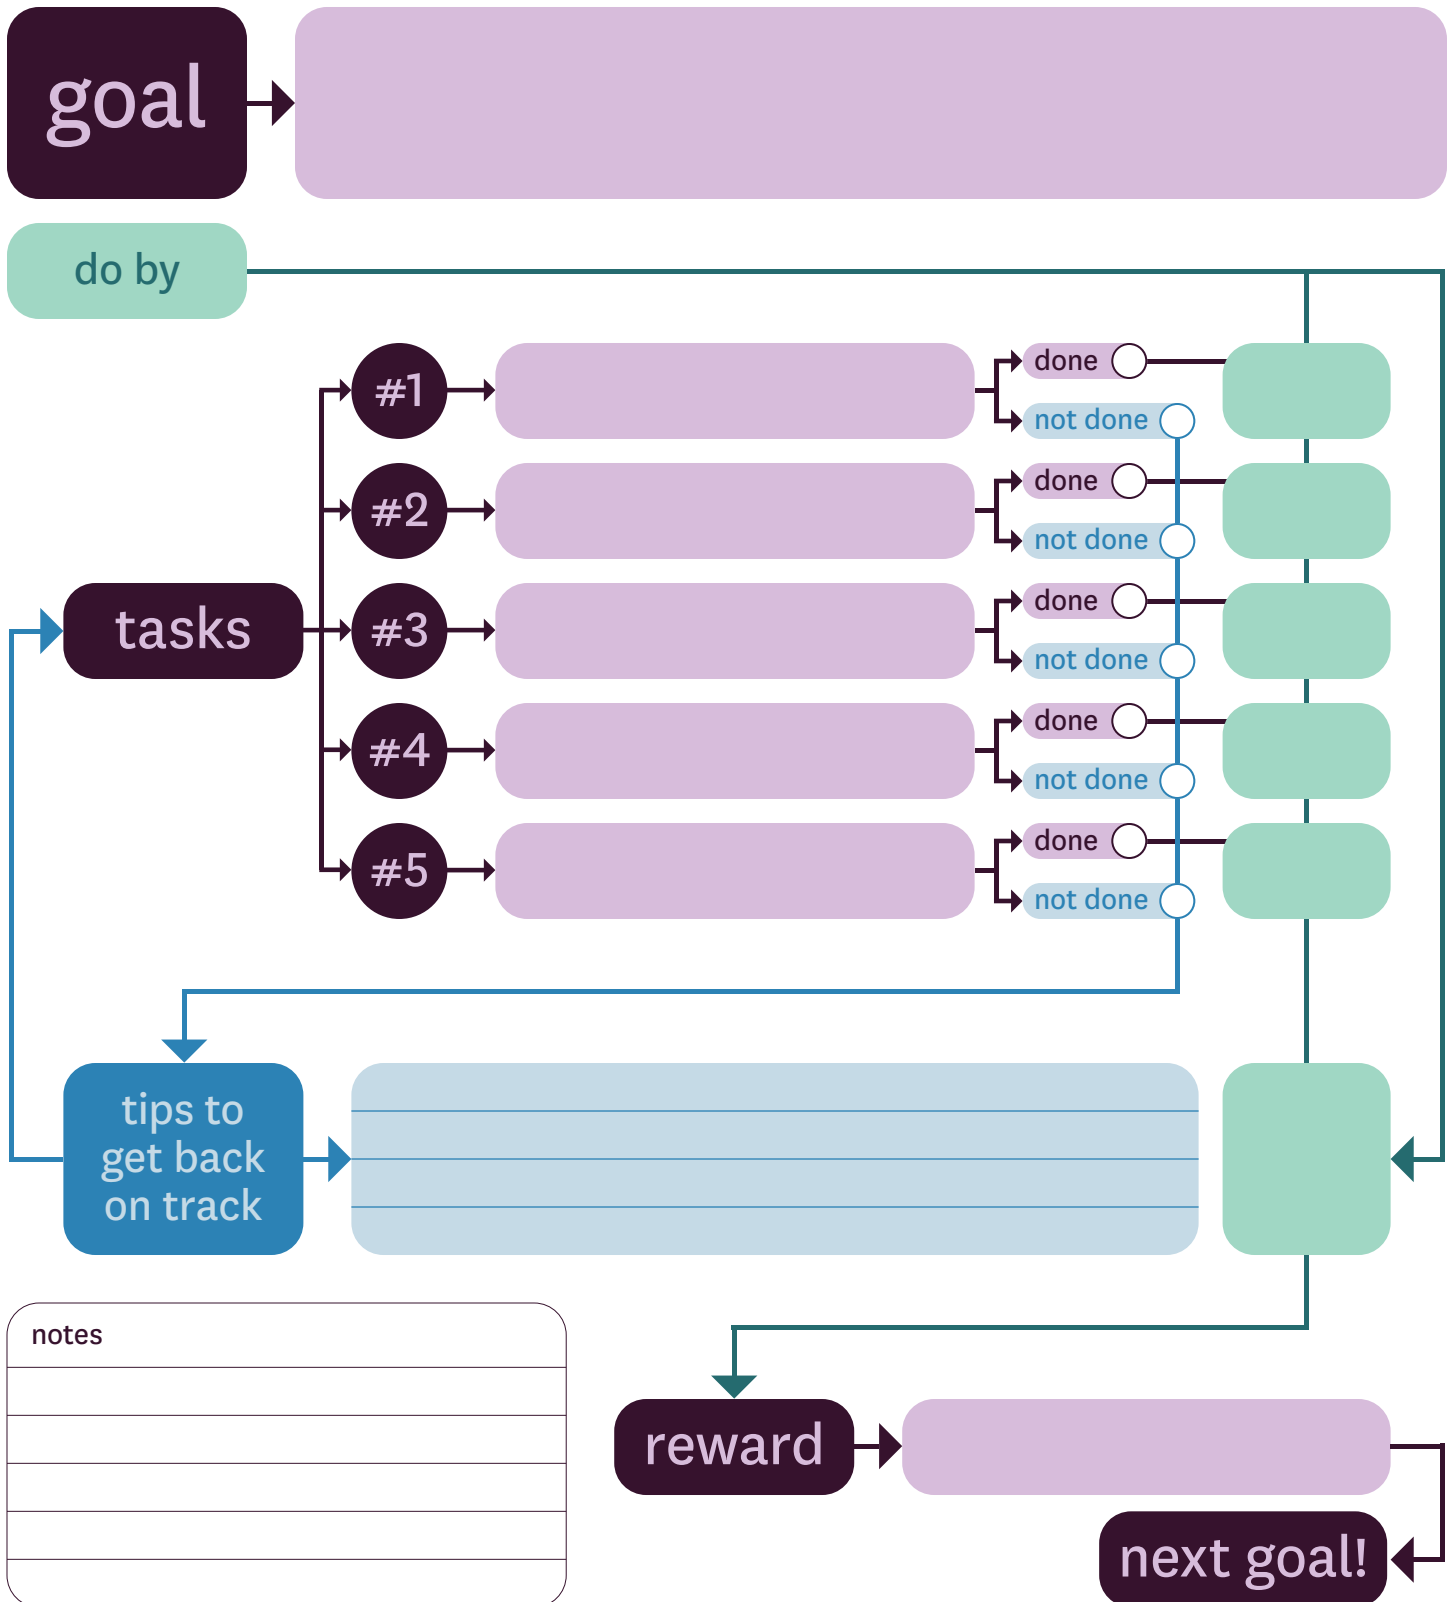 goal
do by
#1
done
not done
#2
done
not done
tasks
#3
done
not done
#4
done
not done
#5
done
not done
tips to
get back
on track
notes
reward
next goal!